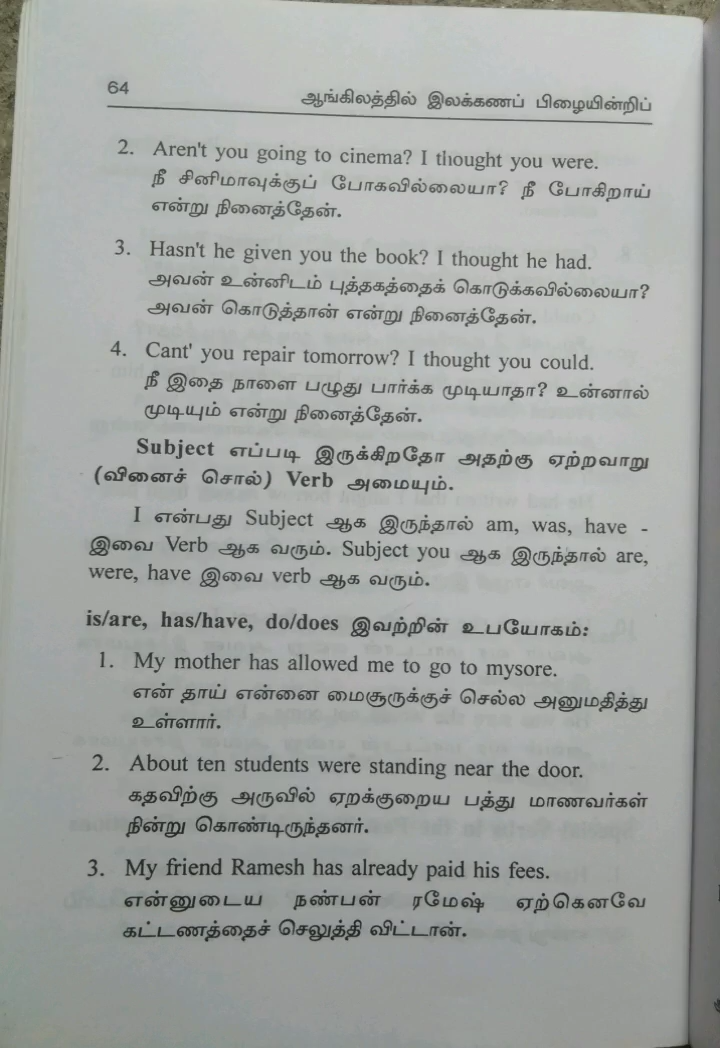 64
ஆங்கிலத்தில் இலக்கணப் பிழையின்றிப்
2. Aren't you going to cinema? I thought you were.
நீ சினிமாவுக்குப் போகவில்லையா? நீ போகிறாய்
என்று நினைத்தேன்.
3. Hasn't he given you the book? I thought he had.
அவன் உன்னிடம் புத்தகத்தைக் கொடுக்கவில்லையா?
அவன் கொடுத்தான் என்று நினைத்தேன்.
4. Cant' you repair tomorrow? I thought you could.
நீ இதை நாளை பழுது பார்க்க முடியாதா? உன்னால்
முடியும் என்று நினைத்தேன்.
Subject எப்படி இருக்கிறதோ அதற்கு ஏற்றவாறு
(வினைச் சொல்) Verb அமையும்.
I என்பது Subject ஆக இருந்தால் am, was, have -
இவை Verb ஆக வரும். Subject you ஆக இருந்தால் are,
were, have இவை verb ஆக வரும்.
is/are, has/have, do/does இவற்றின் உபயோகம்:
1. My mother has allowed me to go to mysore.
என் தாய் என்னை மைசூருக்குச் செல்ல அனுமதித்து
உள்ளார்.
2. About ten students were standing near the door.
கதவிற்கு அருவில் ஏறக்குறைய பத்து மாணவர்கள்
நின்று கொண்டிருந்தனர்.
3. My friend Ramesh has already paid his fees.
என்னுடைய நண்பன் ரமேஷ் ஏற்கெனவே
கட்டணத்தைச் செலுத்தி விட்டான்.